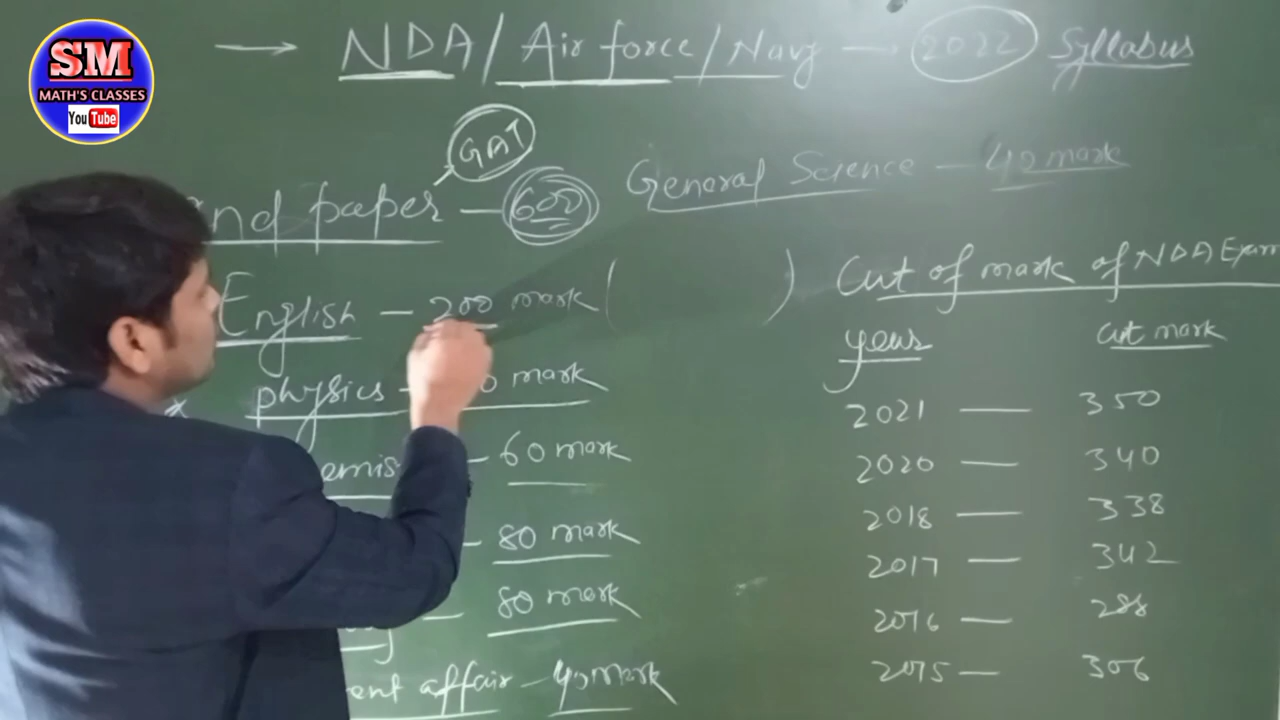 SM
MATH'S CLASSES
YouTube
→ NDA/Air force/Navy — 2022 Syllabus
GAT
nd paper — 600
General Science — 40 mark
English — 200 mark ( )
Cut of mark of NDA Exam
years cut mark
* physics — 0 mark
2021 — 350
emis — 60 mark
2020 — 340
— 80 mark
2018 — 338
2017 — 342
— 80 mark
2016 — 288
ent affair — 40 mark
2015 — 306